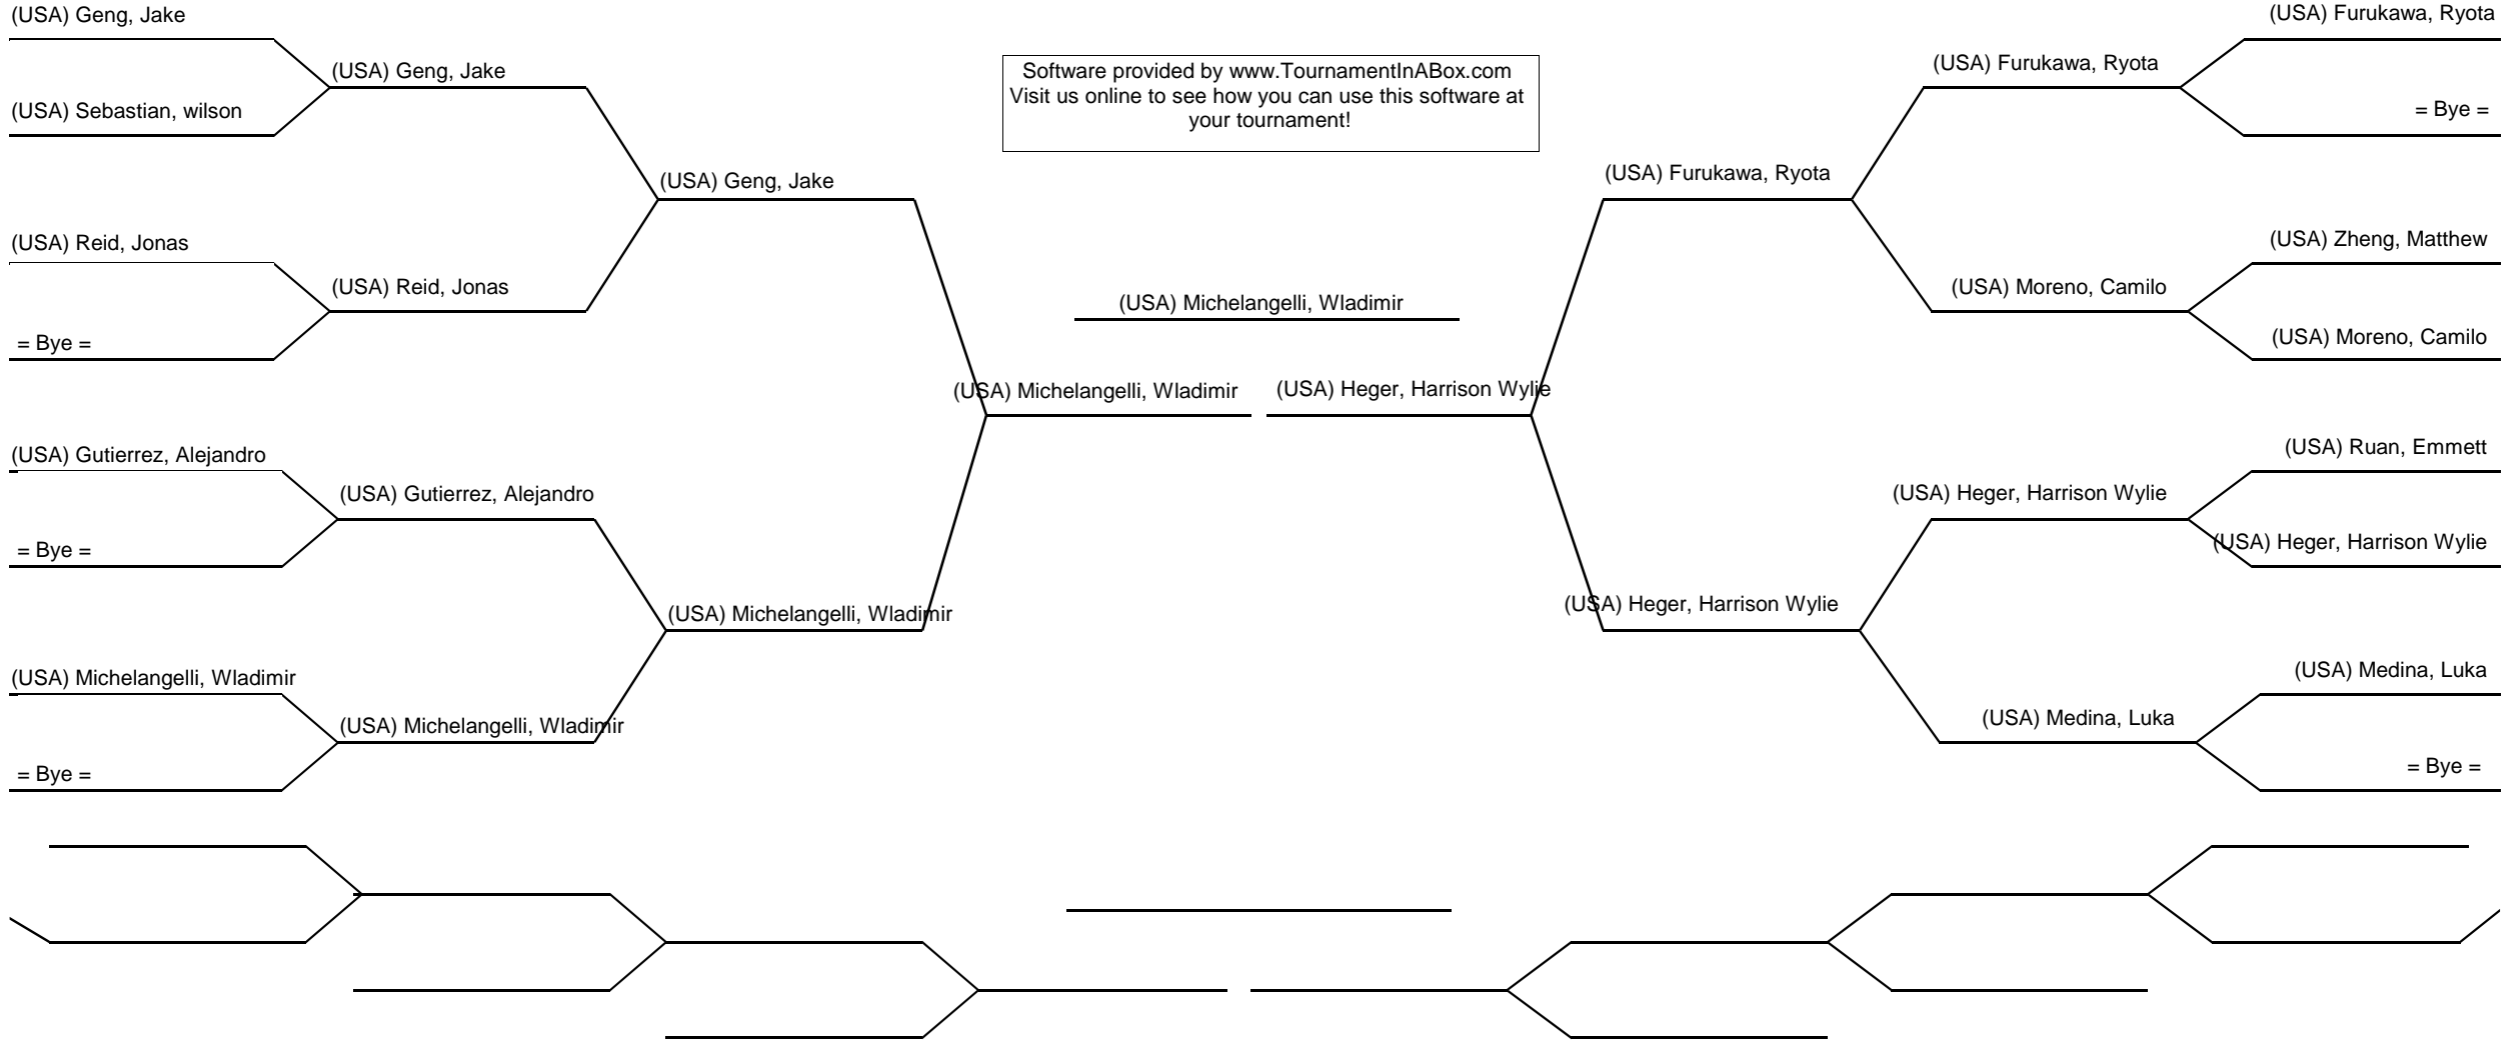 (USA) Geng, Jake
(USA) Furukawa, Ryota
(USA) Geng, Jake
Software provided by www.TournamentInABox.com
Visit us online to see how you can use this software at
your tournament!
(USA) Furukawa, Ryota
(USA) Sebastian, wilson
= Bye =
(USA) Geng, Jake
(USA) Furukawa, Ryota
(USA) Reid, Jonas
(USA) Zheng, Matthew
(USA) Reid, Jonas
(USA) Michelangelli, Wladimir
(USA) Moreno, Camilo
= Bye =
(USA) Moreno, Camilo
(USA) Michelangelli, Wladimir
(USA) Heger, Harrison Wylie
(USA) Gutierrez, Alejandro
(USA) Ruan, Emmett
(USA) Gutierrez, Alejandro
(USA) Heger, Harrison Wylie
= Bye =
(USA) Heger, Harrison Wylie
(USA) Michelangelli, Wladimir
(USA) Heger, Harrison Wylie
(USA) Michelangelli, Wladimir
(USA) Medina, Luka
(USA) Michelangelli, Wladimir
(USA) Medina, Luka
= Bye =
= Bye =